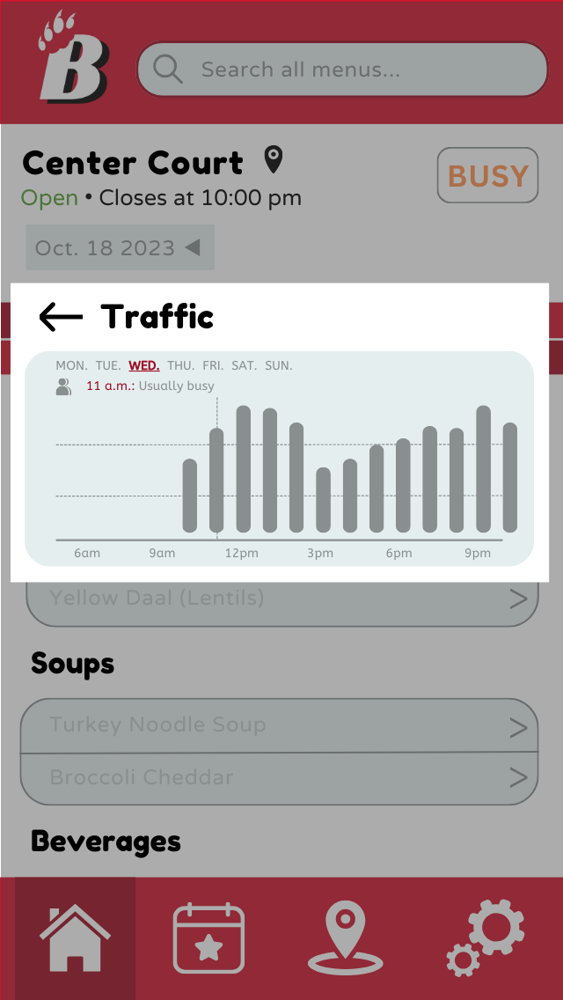 B
Search all menus...
Center Court
BUSY
Open • Closes at 10:00 pm
Oct. 18 2023
Traffic
MON. TUE. WED. THU. FRI. SAT. SUN.
11 a.m.: Usually busy
6am 9am 12pm 3pm 6pm 9pm
Yellow Daal (Lentils)
Soups
Turkey Noodle Soup
Broccoli Cheddar
Beverages